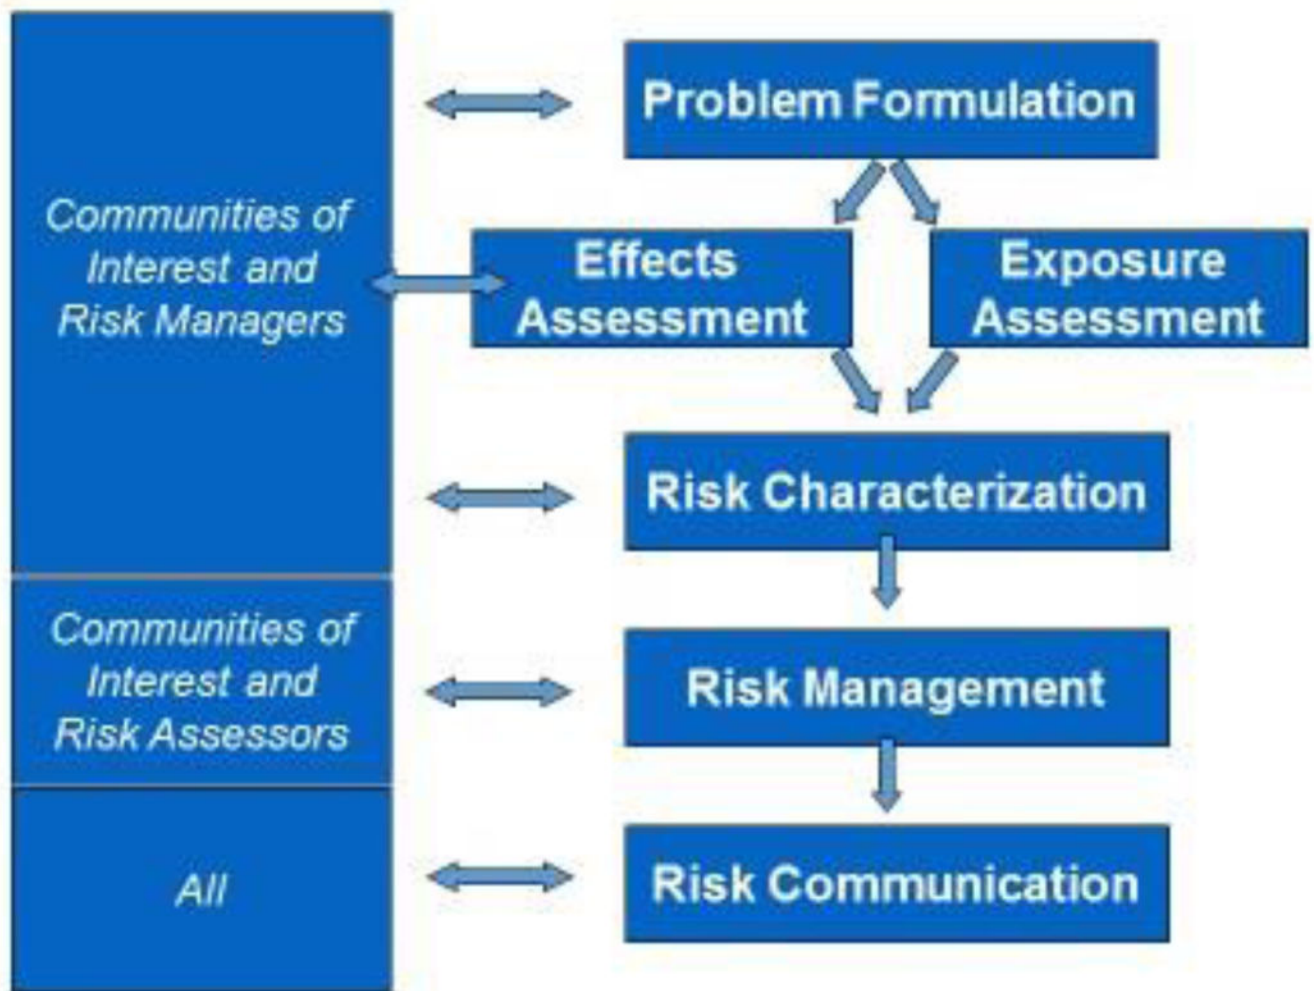 Communities of
Interest and
Risk Managers
Communities of
Interest and
Risk Assessors
All
Problem Formulation
Effects
Assessment
Exposure
Assessment
Risk Characterization
Risk Management
Risk Communication